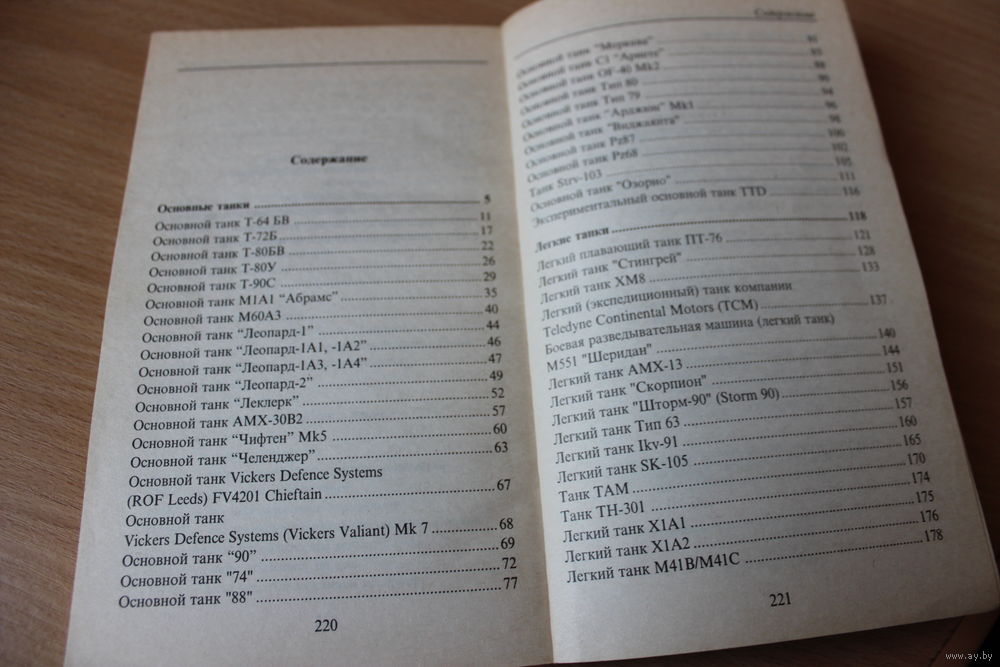 Содержание
Основные танки 5
Основной танк Т-64 БВ 11
Основной танк Т-72Б 17
Основной танк Т-80БВ 22
Основной танк Т-80У 26
Основной танк Т-90С 29
Основной танк М1А1 “Абрамс” 35
Основной танк М60А3 40
Основной танк “Леопард-1” 44
Основной танк “Леопард-1А1, -1А2” 46
Основной танк “Леопард-1А3, -1А4” 47
Основной танк “Леопард-2” 49
Основной танк “Леклерк” 52
Основной танк АМХ-30В2 57
Основной танк “Чифтен” Mk5 60
Основной танк “Челенджер” 63
Основной танк Vickers Defence Systems
(ROF Leeds) FV4201 Chieftain 67
Основной танк
Vickers Defence Systems (Vickers Valiant) Mk 7 68
Основной танк “90” 69
Основной танк "74" 72
Основной танк "88" 77
220
Содержание
Основной танк "Меркава" 81
Основной танк С1 "Ариете" 85
Основной танк OF-40 Mk2 88
Основной танк Тип 80 90
Основной танк Тип 79 94
Основной танк "Арджюн" Mk1 96
Основной танк "Виджаянта" 98
Основной танк Pz87 100
Основной танк Pz68 102
Танк Strv-103 105
Основной танк "Озорио" 111
Экспериментальный основной танк TTD 116
Легкие танки 118
Легкий плавающий танк ПТ-76 121
Легкий танк "Стингрей" 128
Легкий танк ХМ8 133
Легкий (экспедиционный) танк компании
Teledyne Continental Motors (TCM) 137
Боевая разведывательная машина (легкий танк)
М551 "Шеридан" 140
Легкий танк АМХ-13 144
Легкий танк "Скорпион" 151
Легкий танк "Шторм-90" (Storm 90) 156
Легкий танк Тип 63 157
Легкий танк Ikv-91 160
Легкий танк SK-105 165
Танк ТАМ 170
Танк ТН-301 174
Легкий танк Х1А1 175
Легкий танк Х1А2 176
Легкий танк М41В/М41С 178
221
www.ay.by